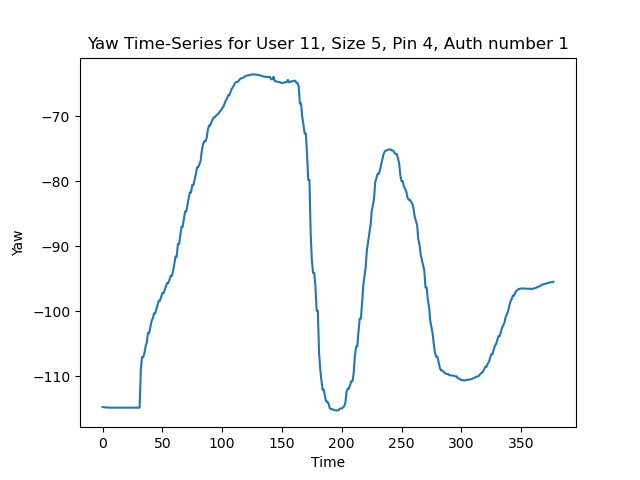 Yaw Time-Series for User 11, Size 5, Pin 4, Auth number 1
−70
−80
−90
−100
−110
Yaw
0 50 100 150 200 250 300 350
Time